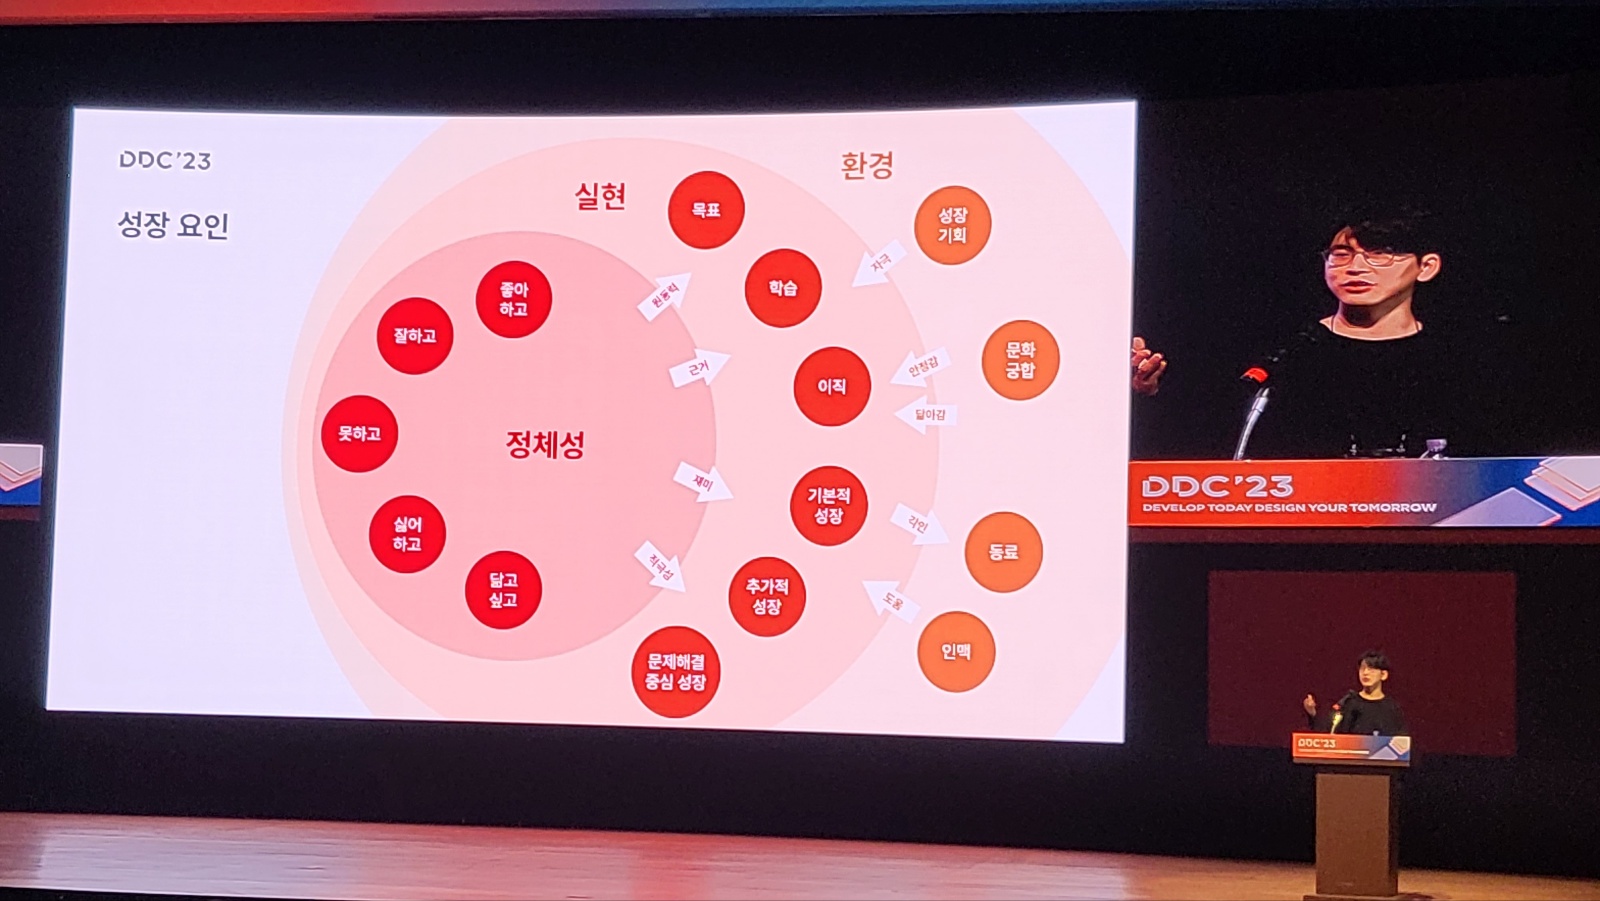 DDC'23
성장 요인
실현
환경
정체성
좋아
하고
잘하고
못하고
싫어
하고
닮고
싶고
원동력
근거
재미
적극성
목표
학습
이직
기본적
성장
추가적
성장
문제해결
중심 성장
자극
안정감
닮아감
각인
도움
성장
기회
문화
궁합
동료
인맥
DDC'23
DEVELOP TODAY DESIGN YOUR TOMORROW
DDC'23